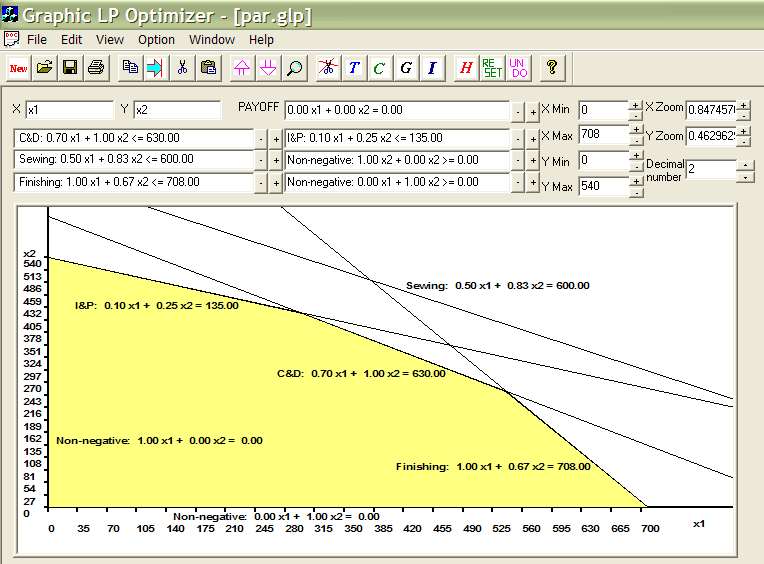 Graphic LP Optimizer - [par.glp]
File Edit View Option Window Help
New T C G I H RE SET UN DO ?
X x1 Y x2 PAYOFF 0.00 x1 + 0.00 x2 = 0.00 - + X Min 0 + - X Zoom + -
C&D: 0.70 x1 + 1.00 x2 <= 630.00 - + I&P: 0.10 x1 + 0.25 x2 <= 135.00 - + X Max 708 + - Y Zoom + -
Sewing: 0.50 x1 + 0.83 x2 <= 600.00 - + Non-negative: 1.00 x2 + 0.00 x2 >= 0.00 - + Y Min 0 + - Decimal number 2 + -
Finishing: 1.00 x1 + 0.67 x2 <= 708.00 - + Non-negative: 0.00 x1 + 1.00 x2 >= 0.00 - + Y Max 540 + -
x2
540
513
486
Sewing: 0.50 x1 + 0.83 x2 = 600.00
459
I&P: 0.10 x1 + 0.25 x2 = 135.00
432
405
378
351
324
297
C&D: 0.70 x1 + 1.00 x2 = 630.00
270
243
216
189
162
Non-negative: 1.00 x1 + 0.00 x2 = 0.00
135
108
Finishing: 1.00 x1 + 0.67 x2 = 708.00
81
54
27
0
Non-negative: 0.00 x1 + 1.00 x2 = 0.00
x1
0 35 70 105 140 175 210 245 280 315 350 385 420 455 490 525 560 595 630 665 700